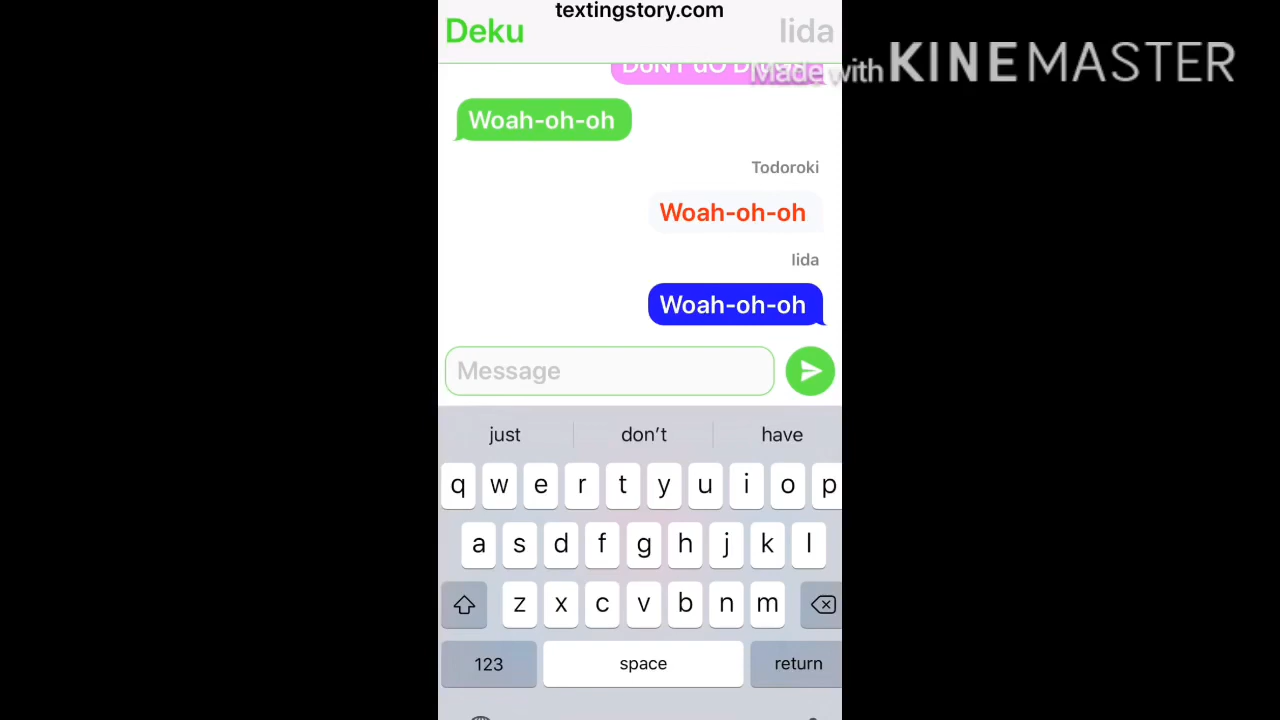 textingstory.com
Deku
Iida
Made with KINEMASTER
Woah-oh-oh
Todoroki
Woah-oh-oh
Iida
Woah-oh-oh
Message
just don't have
q w e r t y u i o p
a s d f g h j k l
z x c v b n m
123 space return